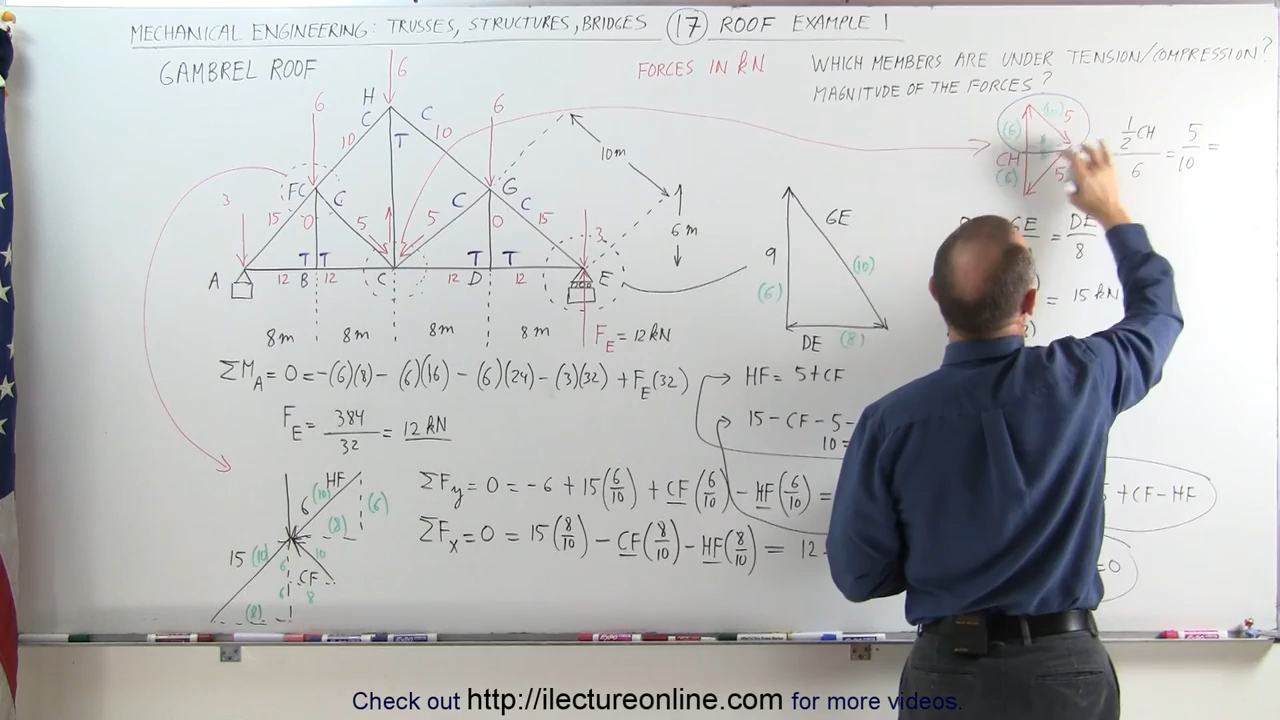 MECHANICAL ENGINEERING: TRUSSES, STRUCTURES, BRIDGES (17) ROOF EXAMPLE 1
GAMBREL ROOF
FORCES IN kN
WHICH MEMBERS ARE UNDER TENSION/COMPRESSION?
MAGNITUDE OF THE FORCES?
6
H
C C
10 T 10
6
6
F C C
C G C
3
15 0 5 5 0 15
3
T T T T
A 12 B 12 C 12 D 12 E
8m 8m 8m 8m
F_E = 12 kN
10m
6 m
9
(6)
GE
(10)
DE (8)
(6) (10) 5
CH
(6) 5
½CH / 6 = 5/10 =
GE = DE/8
= 15 kN
ΣM_A = 0 = -(6)(8) - (6)(16) - (6)(24) - (3)(32) + F_E(32)
F_E = 384/32 = 12 kN
HF = 5 + CF
15 - CF - 5 -
10 =
ΣF_y = 0 = -6 + 15(6/10) + CF(6/10) - HF(6/10) =
+ CF - HF
ΣF_x = 0 = 15(8/10) - CF(8/10) - HF(8/10) = 12
= 0
HF
6 (10) (6)
(8)
15 (10) 6 10
CF
6 8
(8)
EXPO
Check out http://ilectureonline.com for more videos.